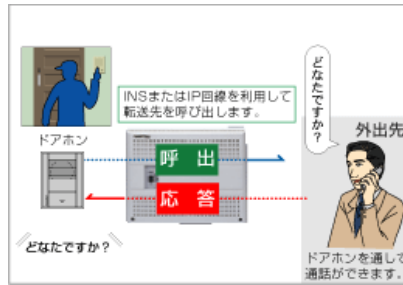 INSまたはIP回線を利用して
転送先を呼び出します。
どなたですか?
ドアホン
外出先
呼 出
応 答
どなたですか?
ドアホンを通して
通話ができます。